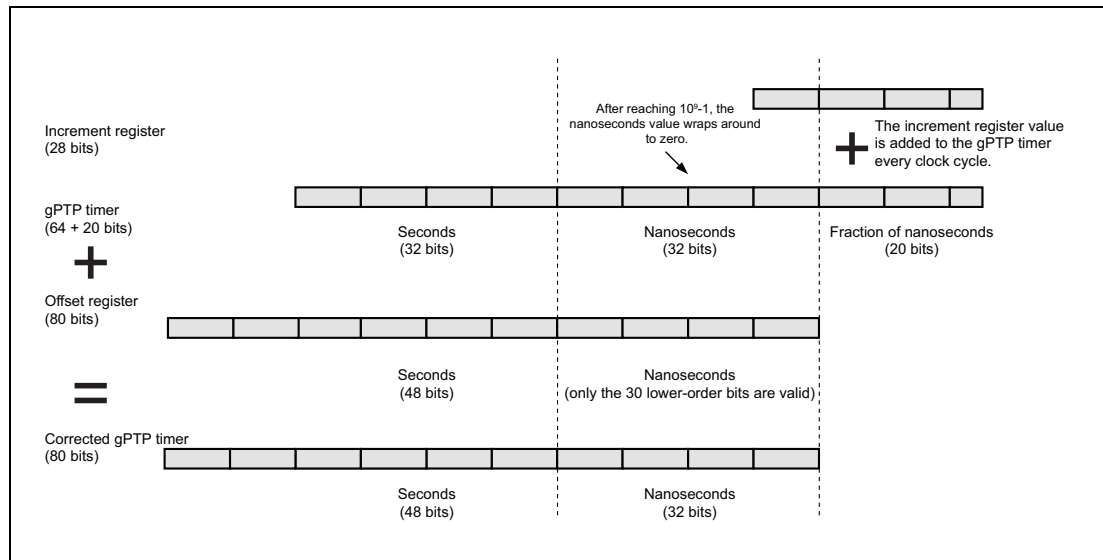 After reaching 10⁹-1, the
nanoseconds value wraps around
to zero.
Increment register
(28 bits)
The increment register value
is added to the gPTP timer
every clock cycle.
+
gPTP timer
(64 + 20 bits)
Seconds
(32 bits)
Nanoseconds
(32 bits)
Fraction of nanoseconds
(20 bits)
+
Offset register
(80 bits)
Seconds
(48 bits)
Nanoseconds
(only the 30 lower-order bits are valid)
=
Corrected gPTP timer
(80 bits)
Seconds
(48 bits)
Nanoseconds
(32 bits)